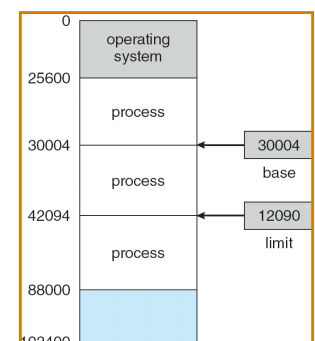 0
operating
system
25600
process
30004
30004
base
process
42094
12090
limit
process
88000